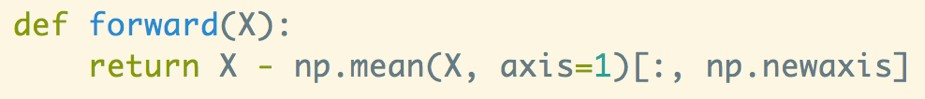 def forward(X):
    return X - np.mean(X, axis=1)[:, np.newaxis]